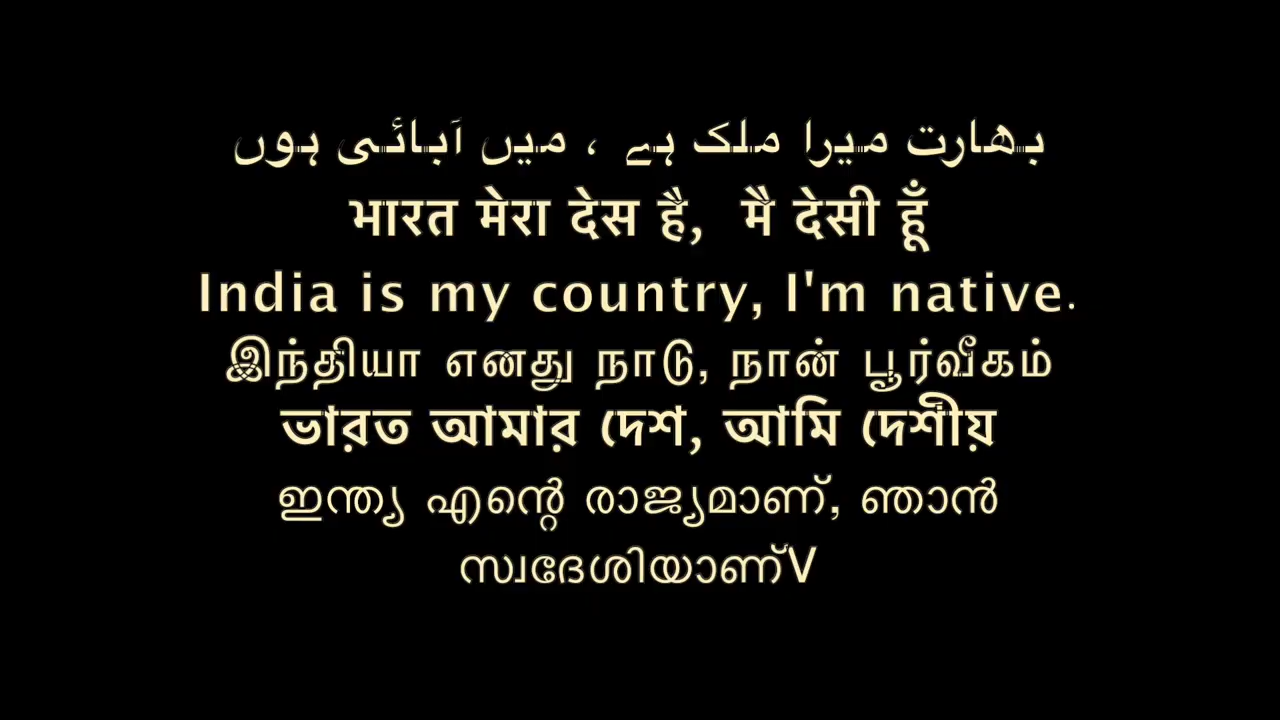 بھارت میرا ملک ہے ، میں آبائی ہوں
भारत मेरा देस है, मै देसी हूँ
India is my country, I'm native.
இந்தியா எனது நாடு, நான் பூர்வீகம்
ভারত আমার দেশ, আমি দেশীয়
ഇന്ത്യ എന്റെ രാജ്യമാണ്, ഞാൻ
സ്വദേശിയാണ്V